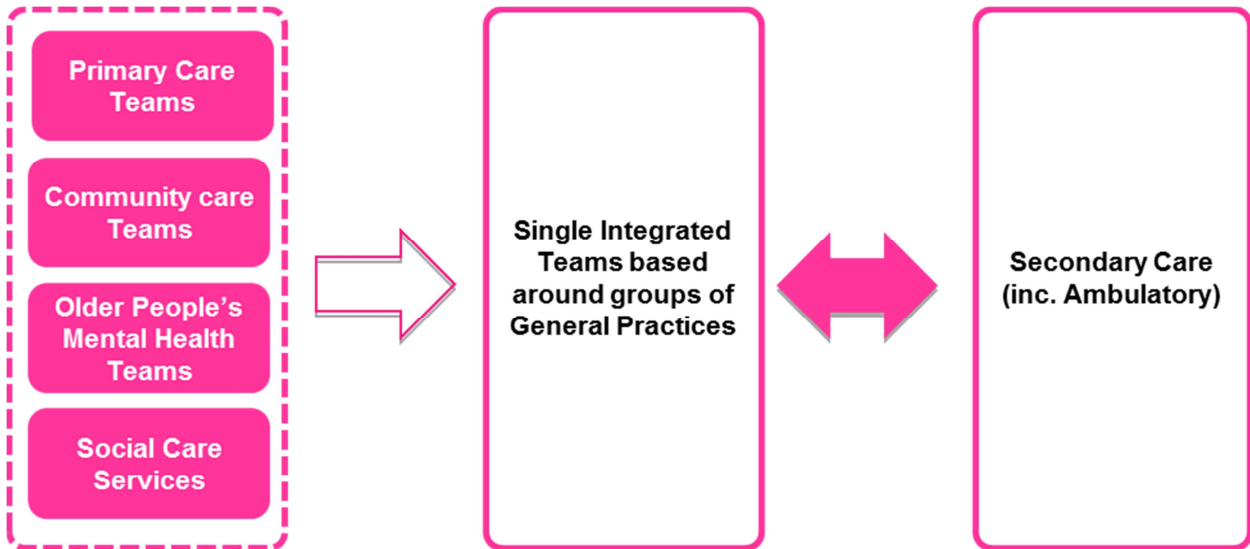 Primary Care
Teams
Community care
Teams
Older People’s
Mental Health
Teams
Social Care
Services
Single Integrated
Teams based
around groups of
General Practices
Secondary Care
(inc. Ambulatory)